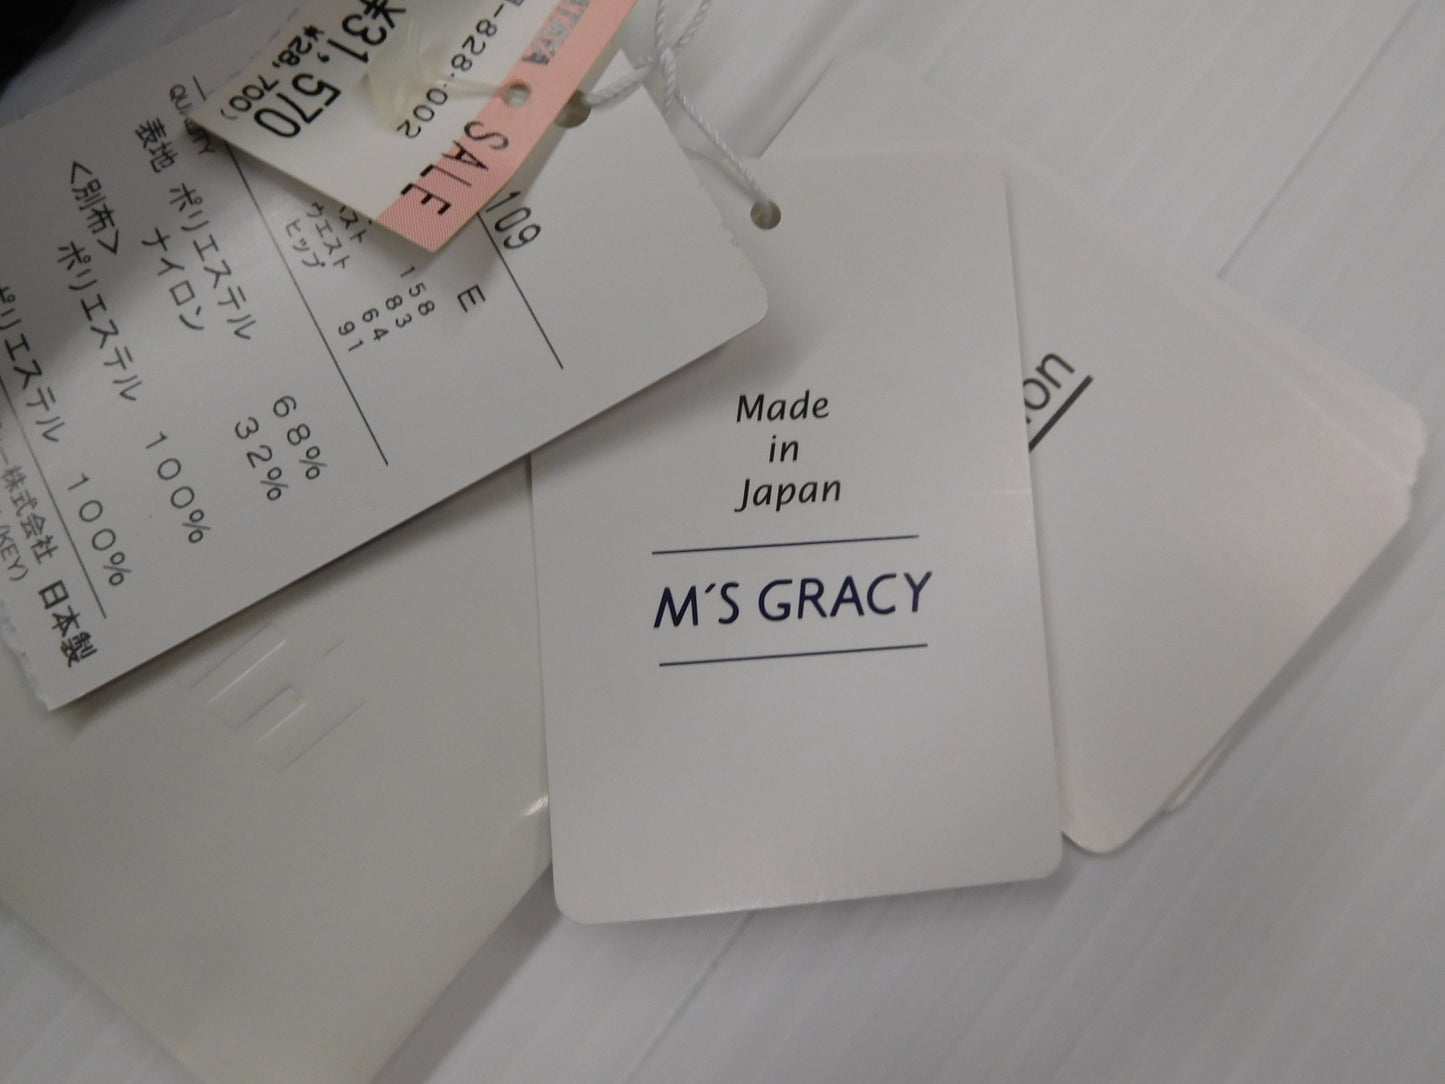 ¥31,570
¥28,700)
-828-002
SALE
109
E
158
ウエスト 83
ヒップ 64
91
表地 ポリエステル 68%
ナイロン 32%
<別布>
ポリエステル 100%
ポリエステル 100%
株式会社 日本製
(KEY)
Made
in
Japan
M'S GRACY
on